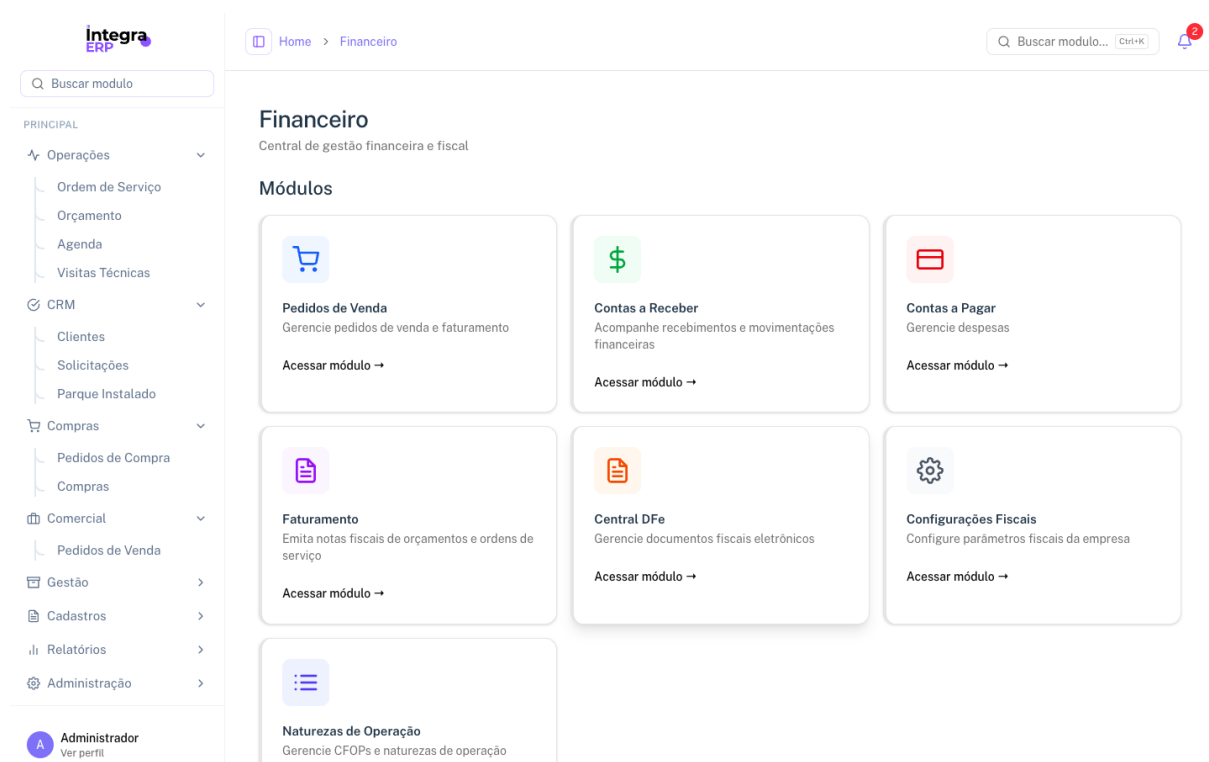 integra
ERP
Buscar modulo
PRINCIPAL
Operações
Ordem de Serviço
Orçamento
Agenda
Visitas Técnicas
CRM
Clientes
Solicitações
Parque Instalado
Compras
Pedidos de Compra
Compras
Comercial
Pedidos de Venda
Gestão
Cadastros
Relatórios
Administração
A
Administrador
Ver perfil
Home > Financeiro
Buscar modulo... Ctrl+K
2
Financeiro
Central de gestão financeira e fiscal
Módulos
Pedidos de Venda
Gerencie pedidos de venda e faturamento
Acessar módulo →
Contas a Receber
Acompanhe recebimentos e movimentações
financeiras
Acessar módulo →
Contas a Pagar
Gerencie despesas
Acessar módulo →
Faturamento
Emita notas fiscais de orçamentos e ordens de
serviço
Acessar módulo →
Central DFe
Gerencie documentos fiscais eletrônicos
Acessar módulo →
Configurações Fiscais
Configure parâmetros fiscais da empresa
Acessar módulo →
Naturezas de Operação
Gerencie CFOPs e naturezas de operação